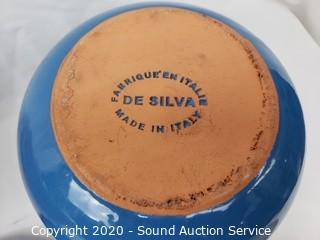 FABRIQUE'EN ITALIE
DE SILVA
MADE IN ITALY
Copyright 2020 - Sound Auction Service